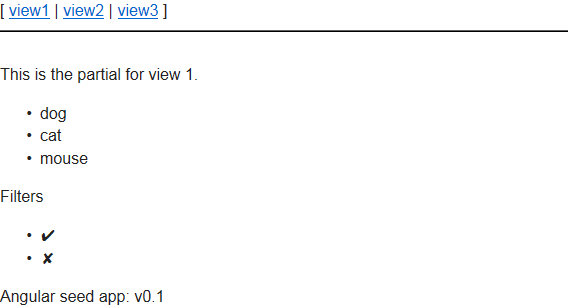 [ view1 | view2 | view3 ]
This is the partial for view 1.
• dog
• cat
• mouse
Filters
• ✔
• ✘
Angular seed app: v0.1